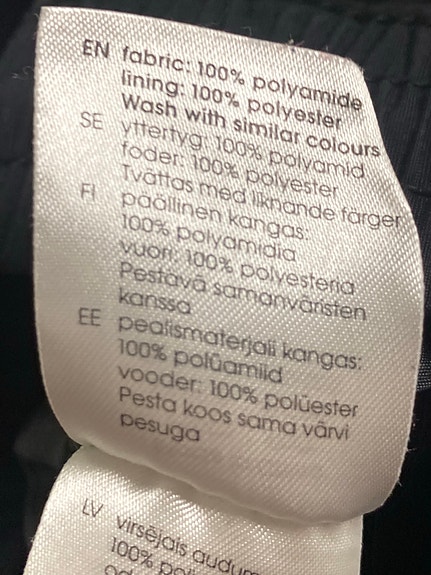 EN fabric: 100% polyamide
lining: 100% polyester
Wash with similar colours
SE yttertyg: 100% polyamid
foder: 100% polyester
Tvättas med liknande färger
FI päällinen kangas:
100% polyamidia
vuori: 100% polyesteria
Pestävä samanväristen
kanssa
EE pealismaterjali kangas:
100% polüamiid
vooder: 100% polüester
Pesta koos sama värvi
pesuga
LV virsējais
100%